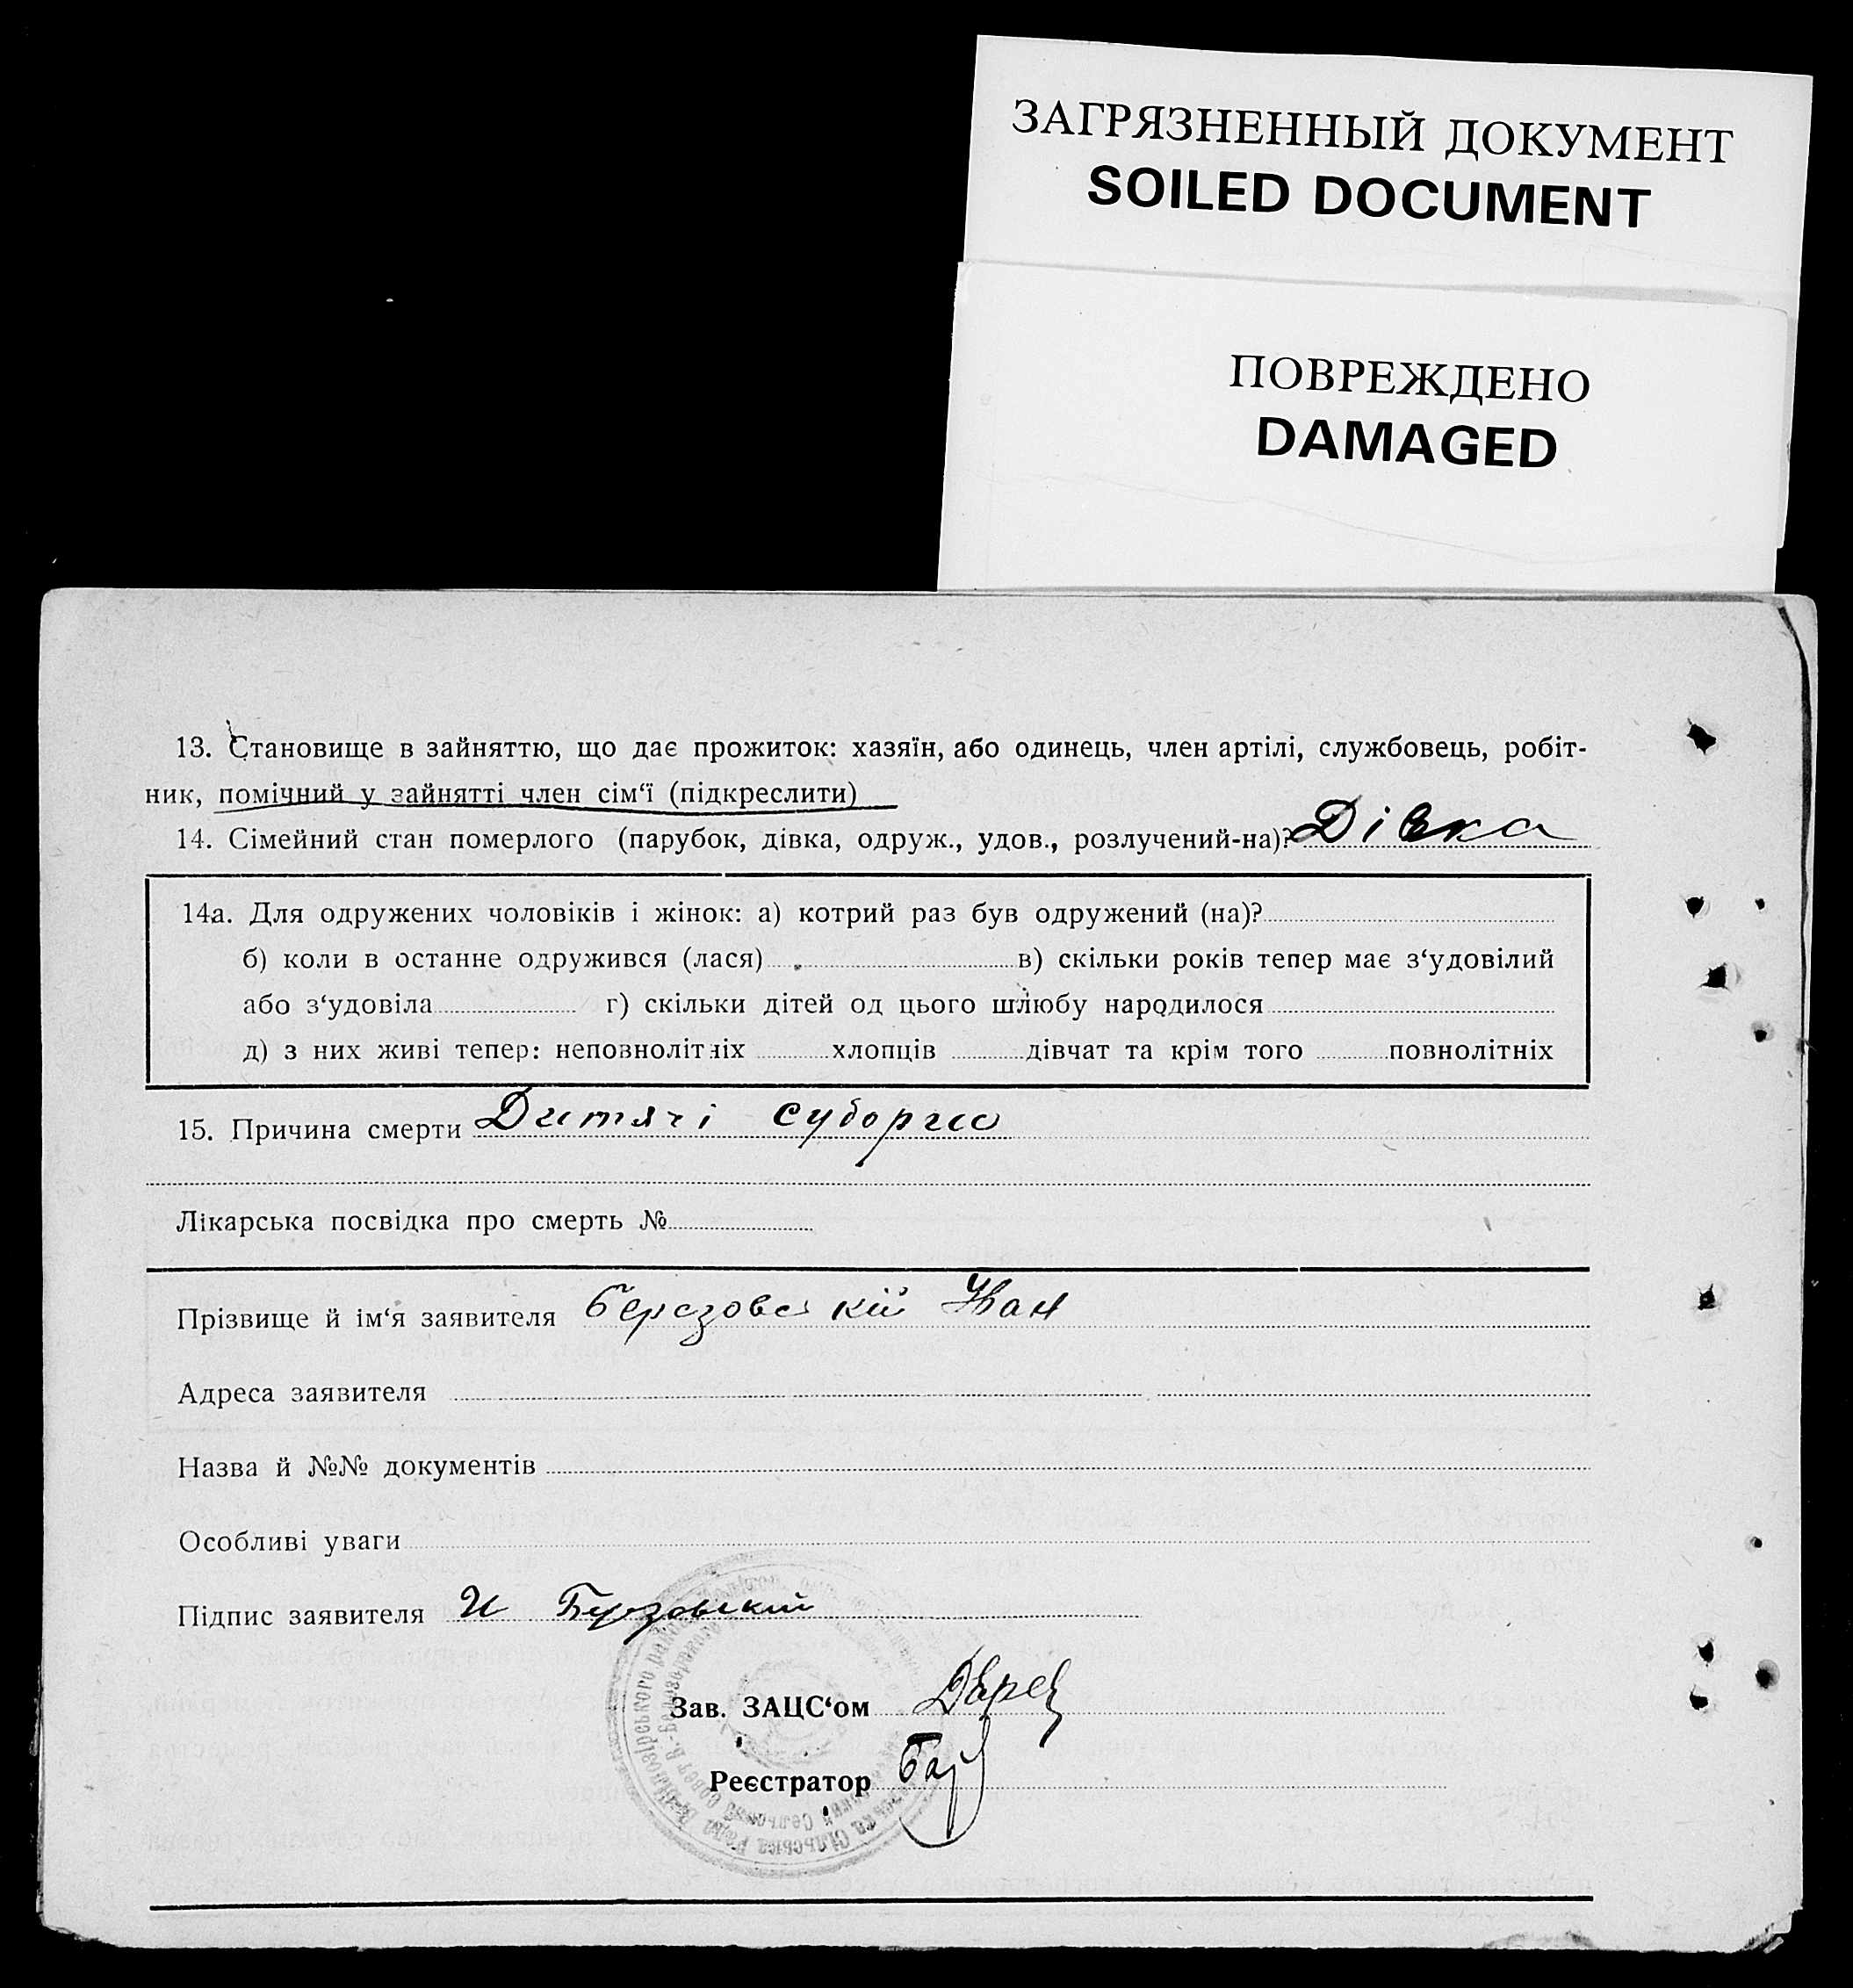 ЗАГРЯЗНЕННЫЙ ДОКУМЕНТ
SOILED DOCUMENT
ПОВРЕЖДЕНО
DAMAGED
13. Становище в зайняттю, що дає прожиток: хазяїн, або одинець, член артілі, службовець, робіт-
ник, помічний у зайнятті член сім‘ї (підкреслити)
14. Сімейний стан померлого (парубок, дівка, одруж., удов., розлучений-на)? Дівка
14а. Для одружених чоловіків і жінок: а) котрий раз був одружений (на)?
б) коли в останнє одружився (лася) в) скільки років тепер має з‘удовілий
або з‘удовіла г) скільки дітей од цього шлюбу народилося
д) з них живі тепер: неповнолітніх хлопців дівчат та крім того повнолітніх
15. Причина смерти Дитячі судорги
Лікарська посвідка про смерть №
Прізвище й ім‘я заявителя Березовскій Иван
Адреса заявителя
Назва й №№ документів
Особливі уваги
Підпис заявителя И Березовский
Зав. ЗАЦС‘ом
Реєстратор